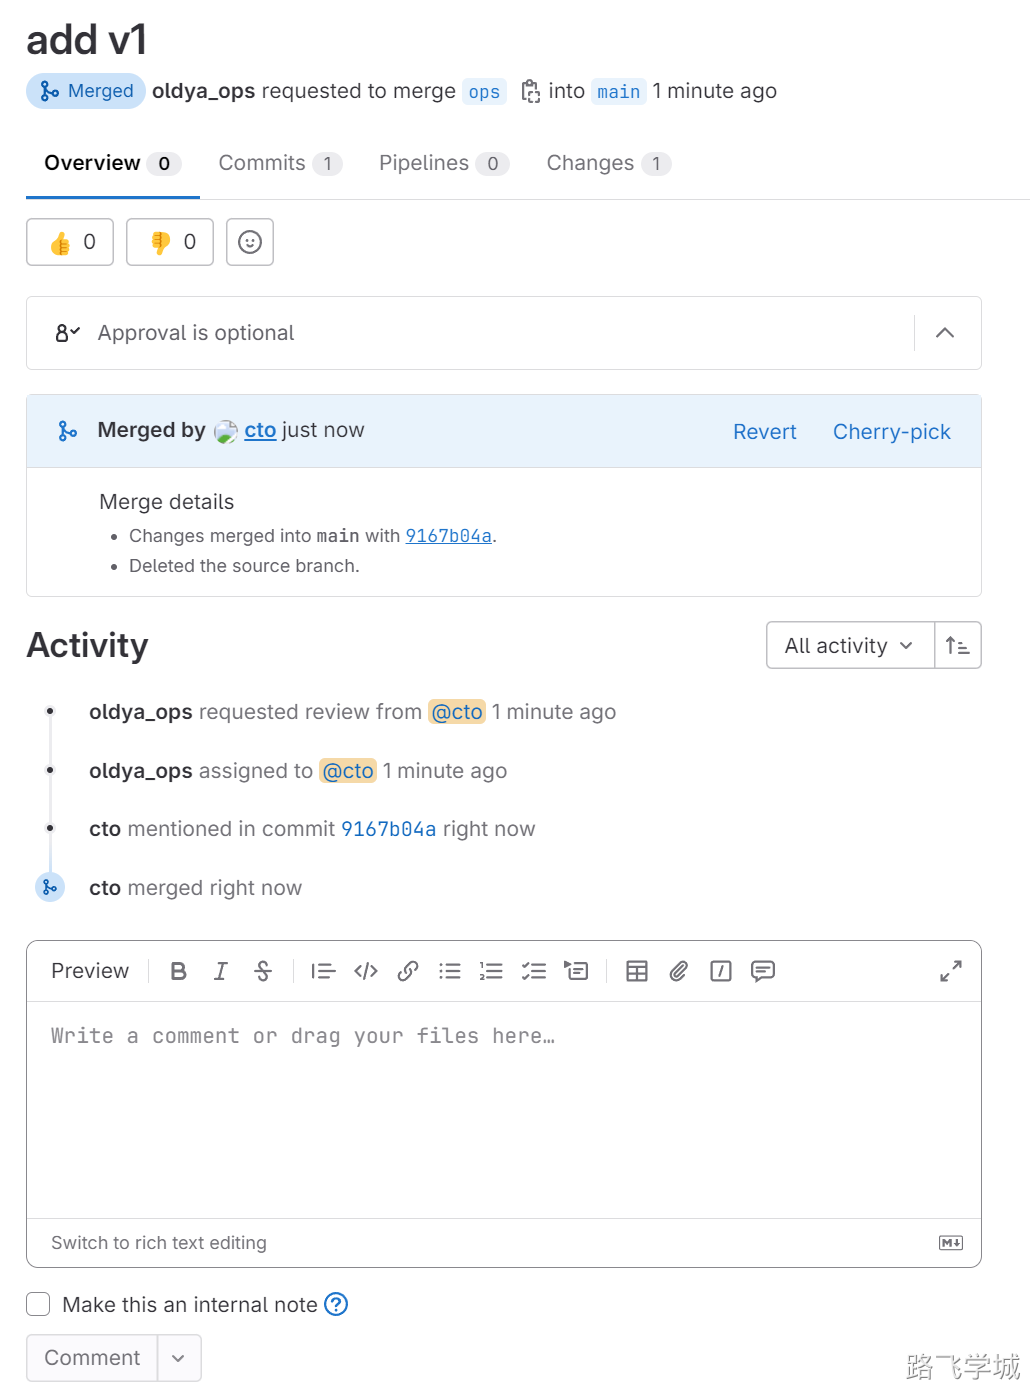 add v1
Merged oldya_ops requested to merge ops into main 1 minute ago
Overview 0 Commits 1 Pipelines 0 Changes 1
0 0
Approval is optional
Merged by cto just now Revert Cherry-pick
Merge details
• Changes merged into main with 9167b04a.
• Deleted the source branch.
Activity All activity
oldya_ops requested review from @cto 1 minute ago
oldya_ops assigned to @cto 1 minute ago
cto mentioned in commit 9167b04a right now
cto merged right now
Preview
Write a comment or drag your files here…
Switch to rich text editing
Make this an internal note
Comment
路飞学城